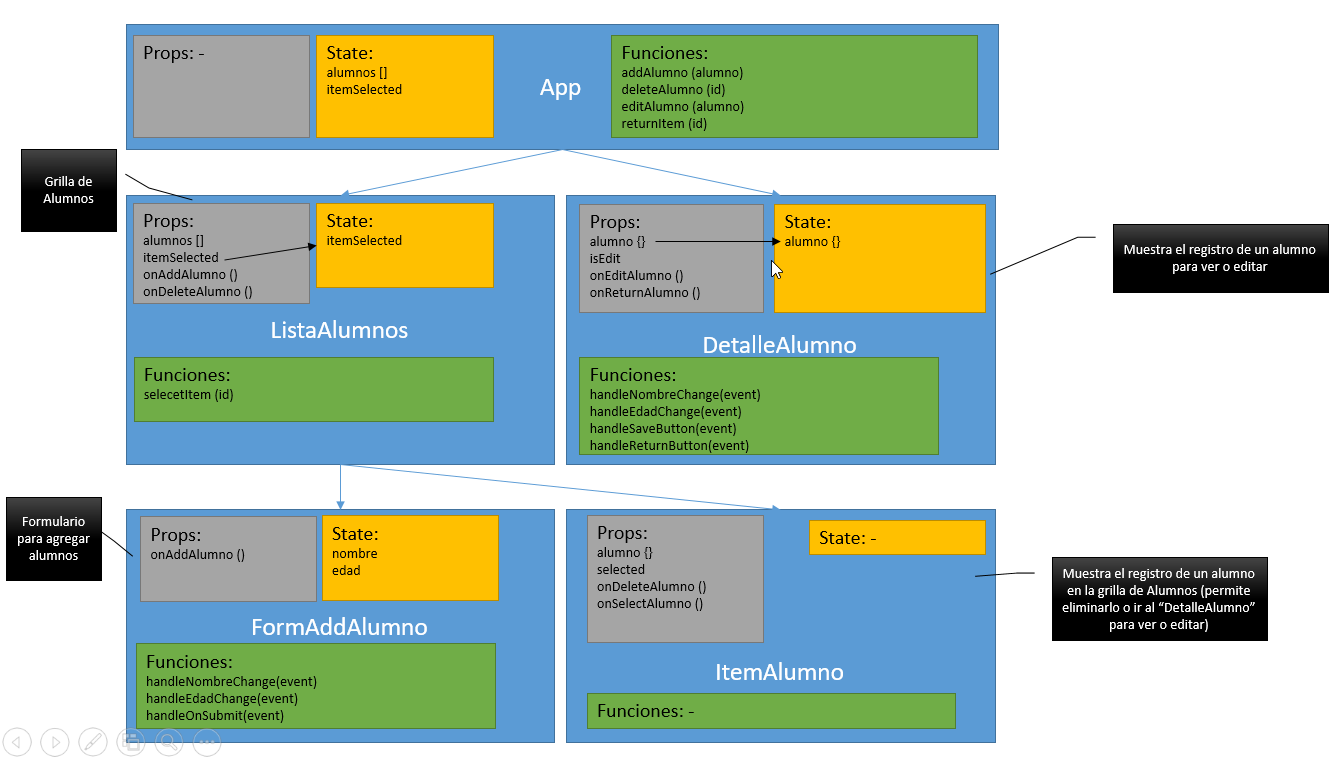 Props: -
State:
alumnos []
itemSelected
App
Funciones:
addAlumno (alumno)
deleteAlumno (id)
editAlumno (alumno)
returnItem (id)
Grilla de
Alumnos
Props:
alumnos []
itemSelected
onAddAlumno ()
onDeleteAlumno ()
State:
itemSelected
ListaAlumnos
Funciones:
selecetItem (id)
Props:
alumno {}
isEdit
onEditAlumno ()
onReturnAlumno ()
State:
alumno {}
DetalleAlumno
Funciones:
handleNombreChange(event)
handleEdadChange(event)
handleSaveButton(event)
handleReturnButton(event)
Muestra el registro de un alumno
para ver o editar
Formulario
para agregar
alumnos
Props:
onAddAlumno ()
State:
nombre
edad
FormAddAlumno
Funciones:
handleNombreChange(event)
handleEdadChange(event)
handleOnSubmit(event)
Props:
alumno {}
selected
onDeleteAlumno ()
onSelectAlumno ()
State: -
ItemAlumno
Funciones: -
Muestra el registro de un alumno
en la grilla de Alumnos (permite
eliminarlo o ir al “DetalleAlumno”
para ver o editar)